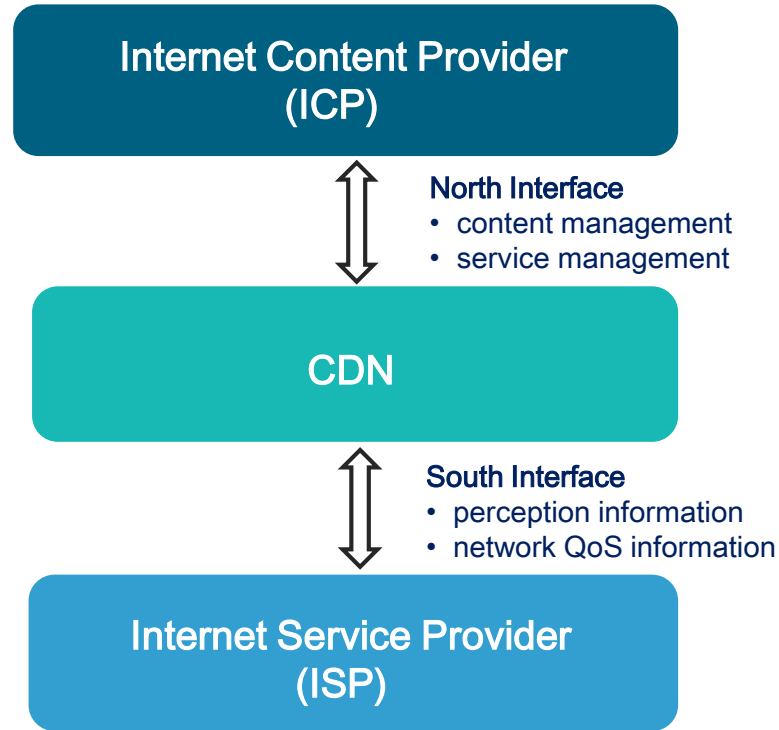 Internet Content Provider
(ICP)
North Interface
• content management
• service management
CDN
South Interface
• perception information
• network QoS information
Internet Service Provider
(ISP)